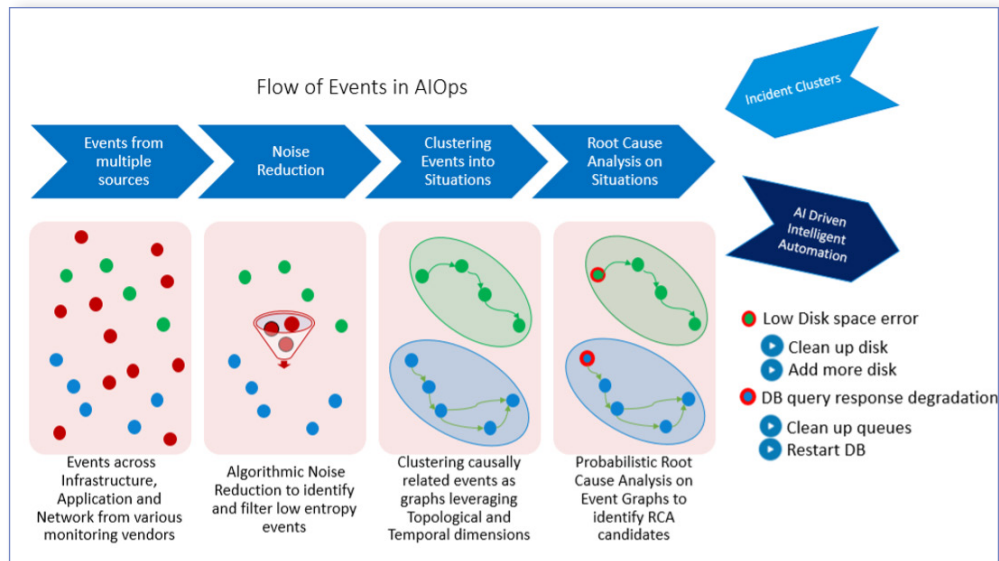 Flow of Events in AIOps
Incident Clusters
Events from
multiple
sources
Noise
Reduction
Clustering
Events into
Situations
Root Cause
Analysis on
Situations
AI Driven
Intelligent
Automation
Low Disk space error
Clean up disk
Add more disk
DB query response degradation
Clean up queues
Restart DB
Events across
Infrastructure,
Application and
Network from various
monitoring vendors
Algorithmic Noise
Reduction to identify
and filter low entropy
events
Clustering causally
related events as
graphs leveraging
Topological and
Temporal dimensions
Probabilistic Root
Cause Analysis on
Event Graphs to
identify RCA
candidates